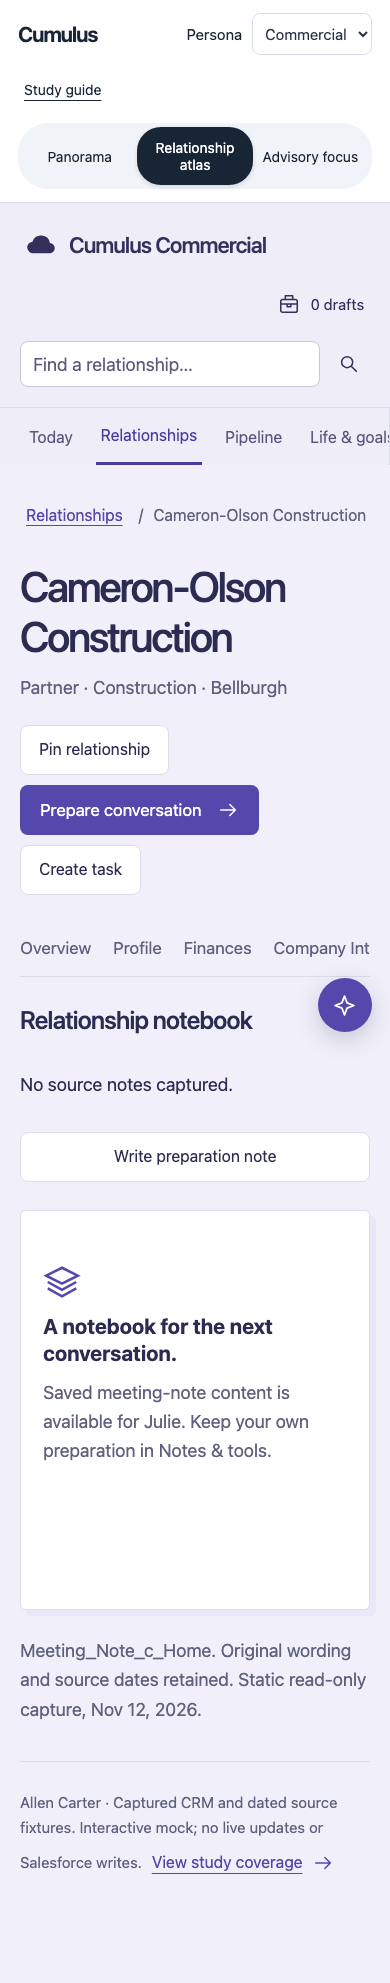 Cumulus
Persona
Commercial
Study guide
Panorama
Relationship
atlas
Advisory focus
Cumulus Commercial
0 drafts
Find a relationship...
Today
Relationships
Pipeline
Life & goals
Relationships / Cameron-Olson Construction
Cameron-Olson
Construction
Partner · Construction · Bellburgh
Pin relationship
Prepare conversation
Create task
Overview
Profile
Finances
Company Int
Relationship notebook
No source notes captured.
Write preparation note
A notebook for the next
conversation.
Saved meeting-note content is
available for Julie. Keep your own
preparation in Notes & tools.
Meeting_Note_c_Home. Original wording
and source dates retained. Static read-only
capture, Nov 12, 2026.
Allen Carter · Captured CRM and dated source
fixtures. Interactive mock; no live updates or
Salesforce writes. View study coverage